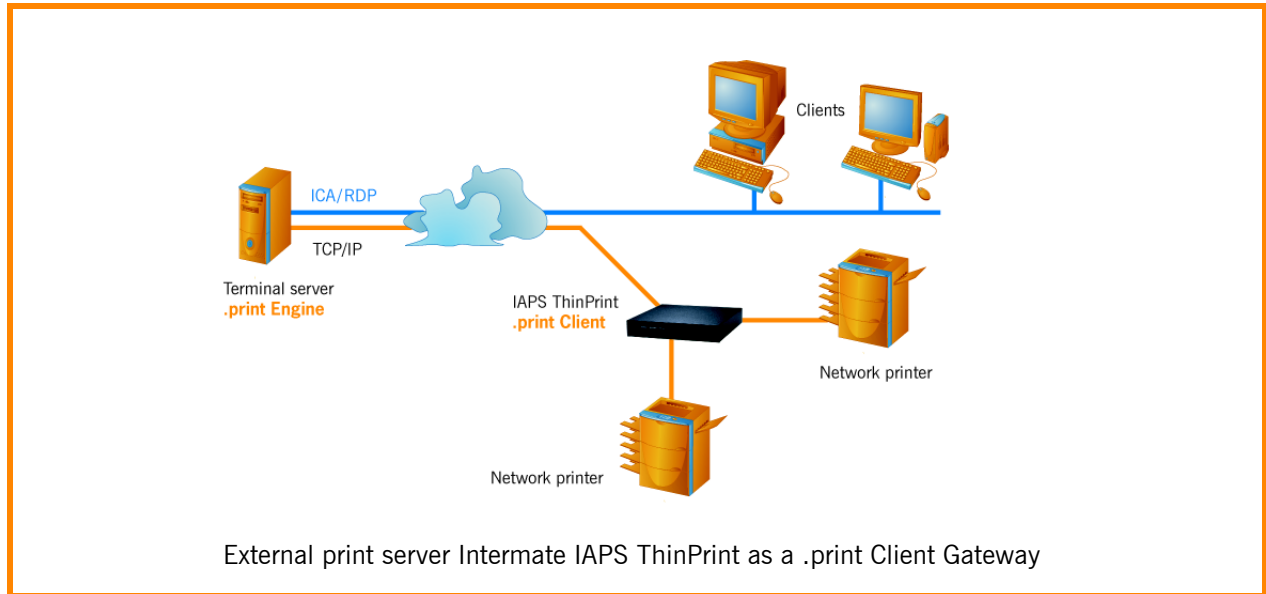 Clients
ICA/RDP
TCP/IP
Terminal server
.print Engine
IAPS ThinPrint
.print Client
Network printer
Network printer
External print server Intermate IAPS ThinPrint as a .print Client Gateway